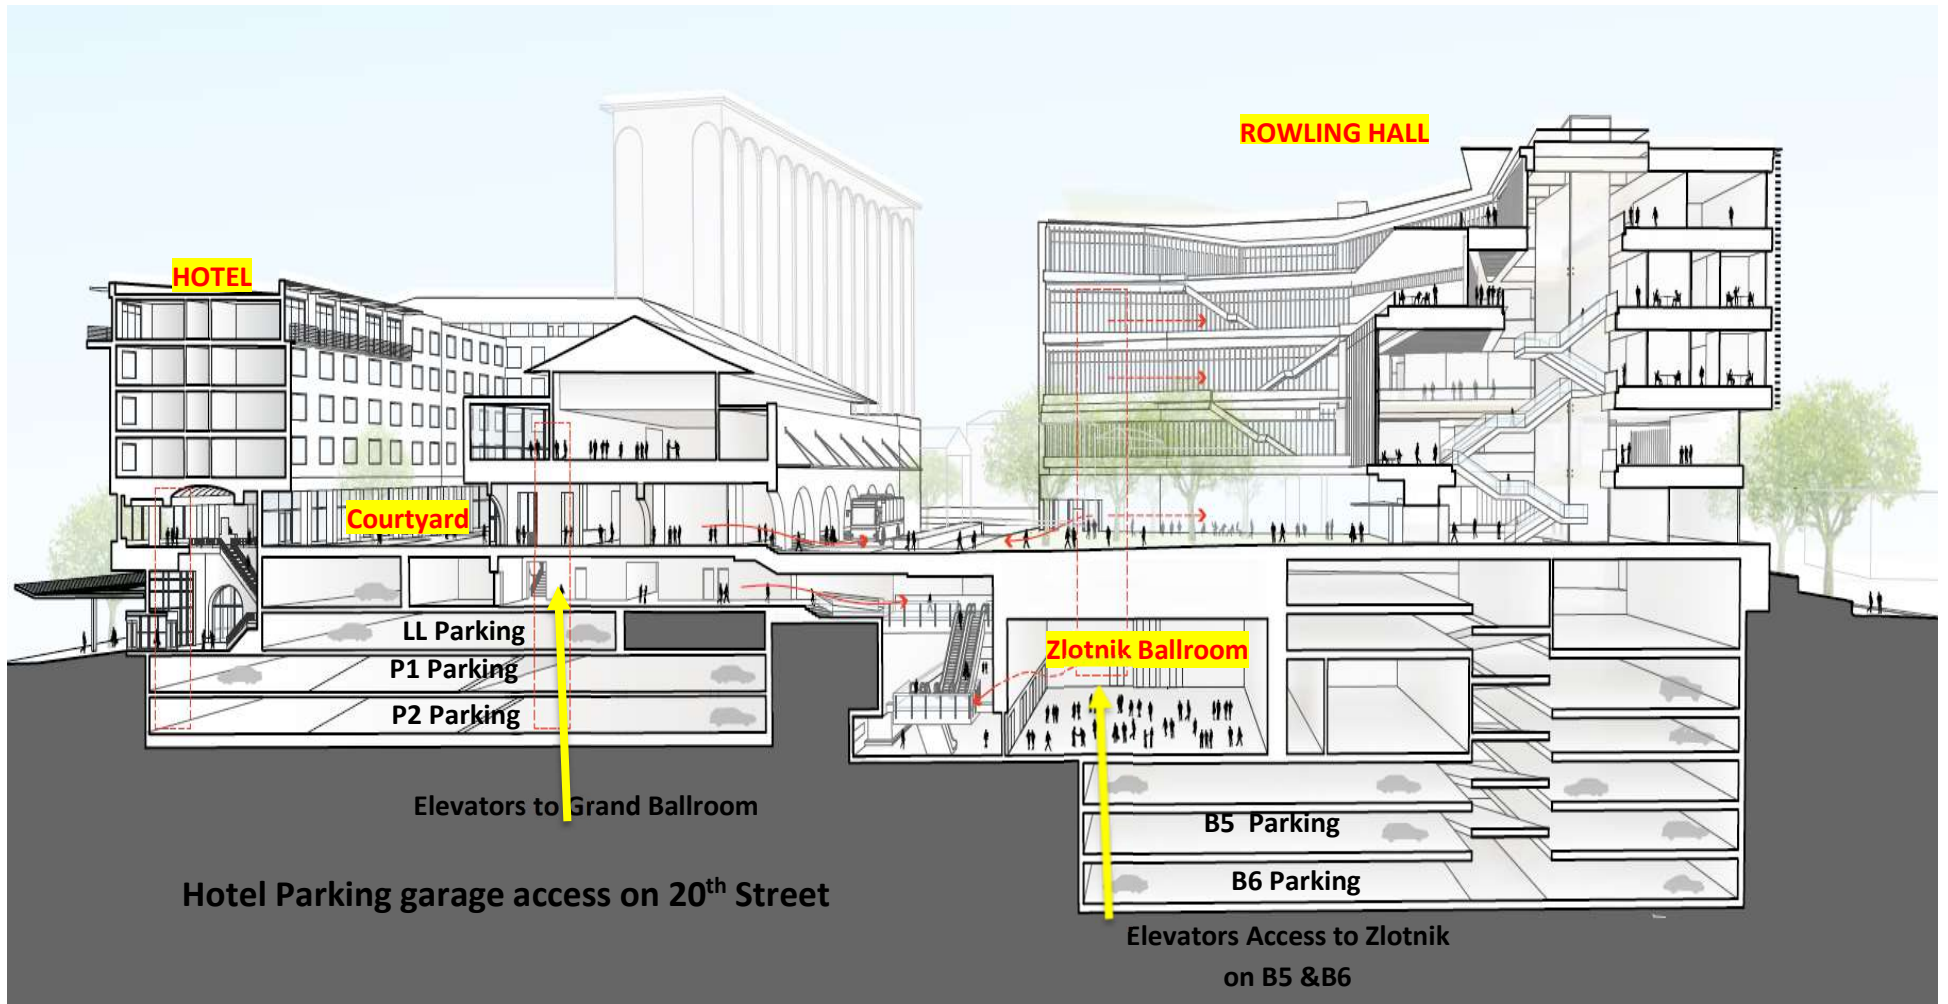 ROWLING HALL
HOTEL
Courtyard
LL Parking
P1 Parking
P2 Parking
Zlotnik Ballroom
Elevators to Grand Ballroom
B5 Parking
B6 Parking
Hotel Parking garage access on 20th Street
Elevators Access to Zlotnik
on B5 &B6